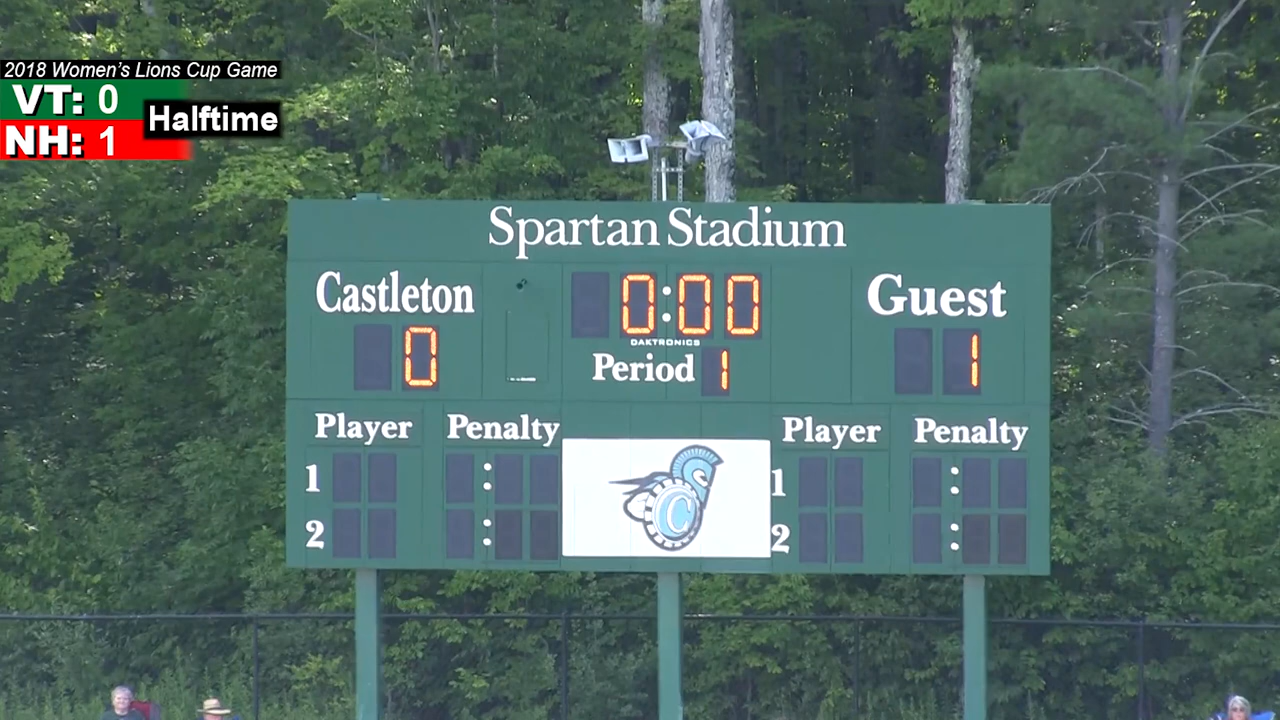 2018 Women's Lions Cup Game
VT: 0
NH: 1
Halftime
Spartan Stadium
Castleton
0:00
Guest
DAKTRONICS
0
Period 1
1
Player Penalty
Player Penalty
1 :
1 :
2 :
2 :
C